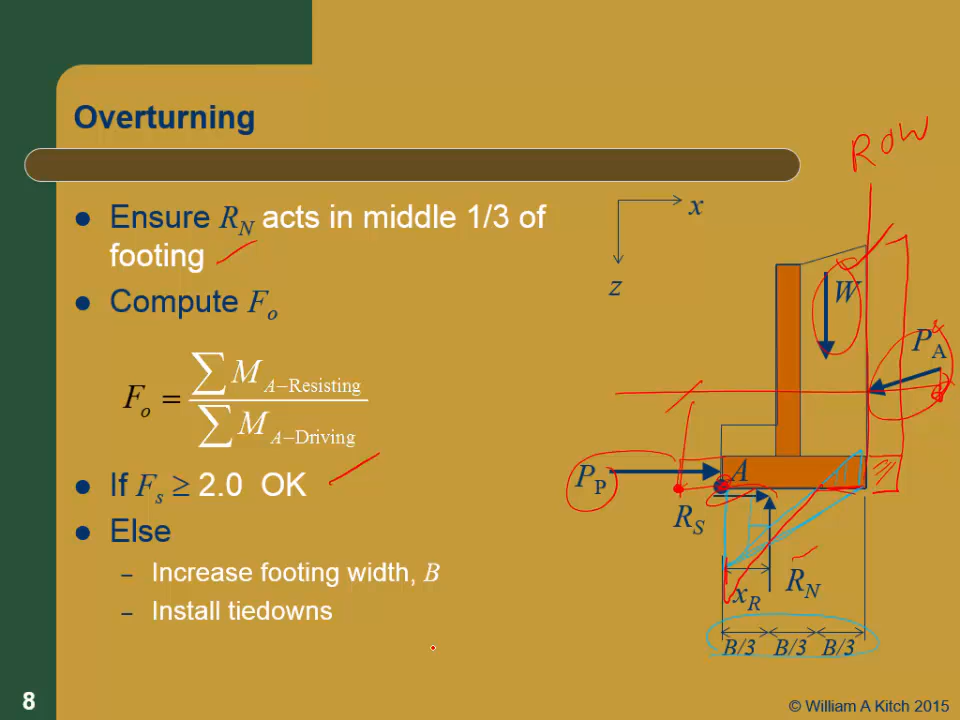 Overturning
ROW
Ensure R_N acts in middle 1/3 of
footing
Compute F_o
F_o = ∑ M_A–Resisting / ∑ M_A–Driving
If F_s ≥ 2.0 OK
Else
– Increase footing width, B
– Install tiedowns
x
z
W
P_A
P_P
A
R_S
R_N
x_R
B/3 B/3 B/3
8
© William A Kitch 2015